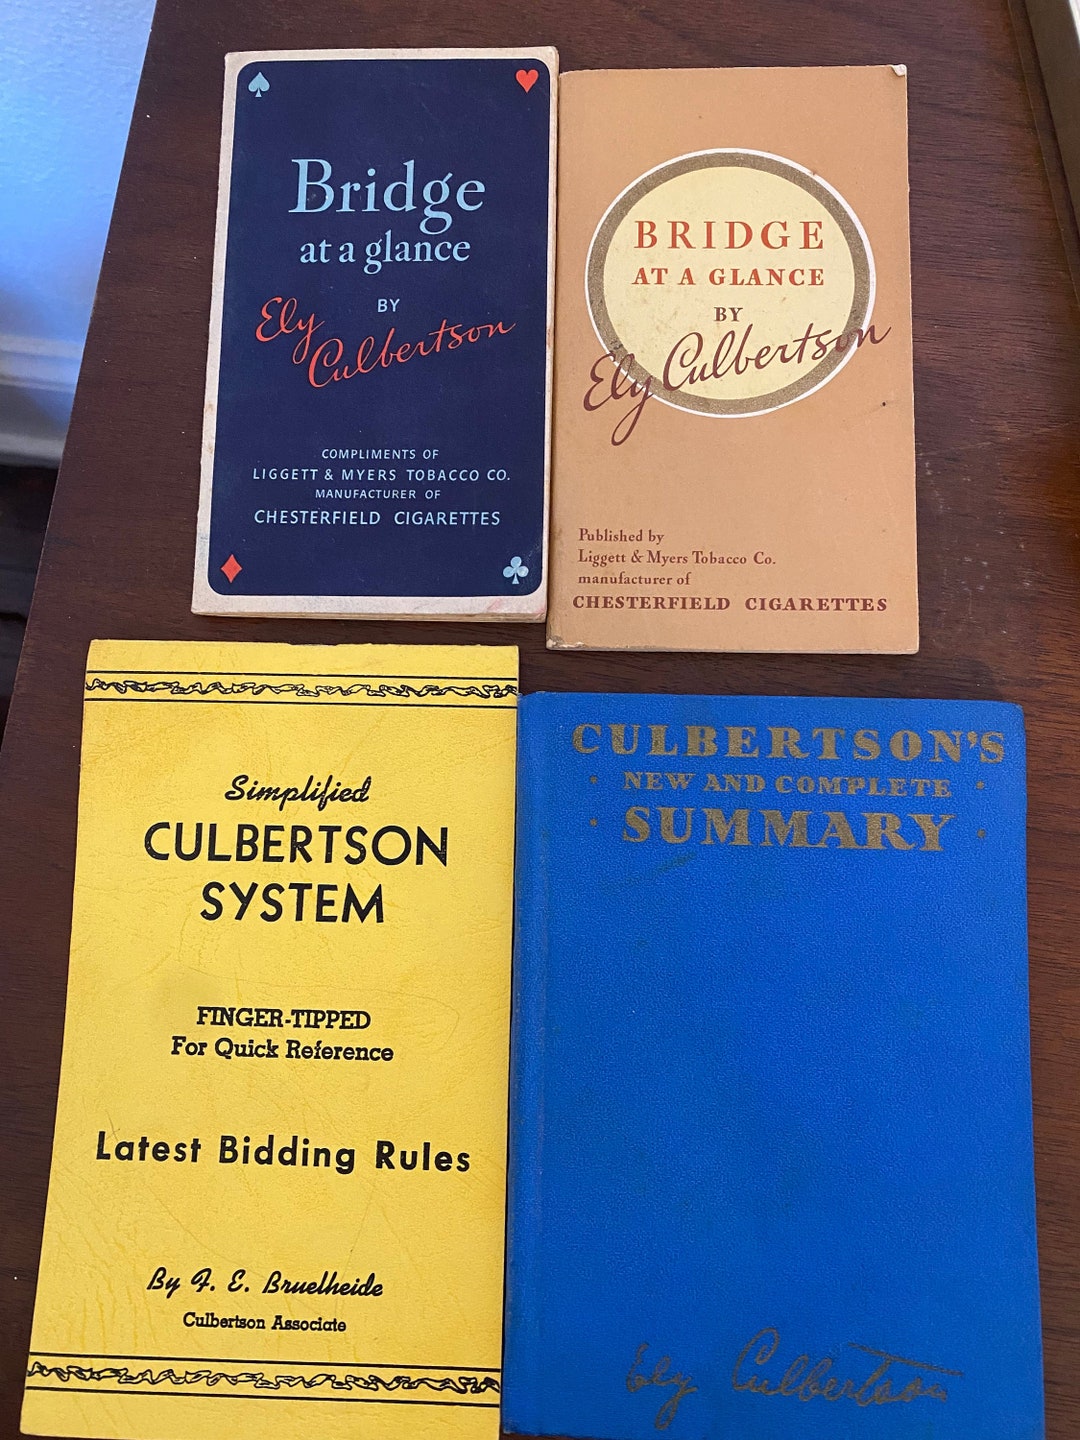 Bridge
at a glance
BY
Ely
Culbertson
COMPLIMENTS OF
LIGGETT & MYERS TOBACCO CO.
MANUFACTURER OF
CHESTERFIELD CIGARETTES
BRIDGE
AT A GLANCE
BY
Ely Culbertson
Published by
Liggett & Myers Tobacco Co.
manufacturer of
CHESTERFIELD CIGARETTES
Simplified
CULBERTSON
SYSTEM
FINGER-TIPPED
For Quick Reference
Latest Bidding Rules
By F. E. Bruelheide
Culbertson Associate
CULBERTSON'S
· NEW AND COMPLETE ·
· SUMMARY ·
Ely Culbertson